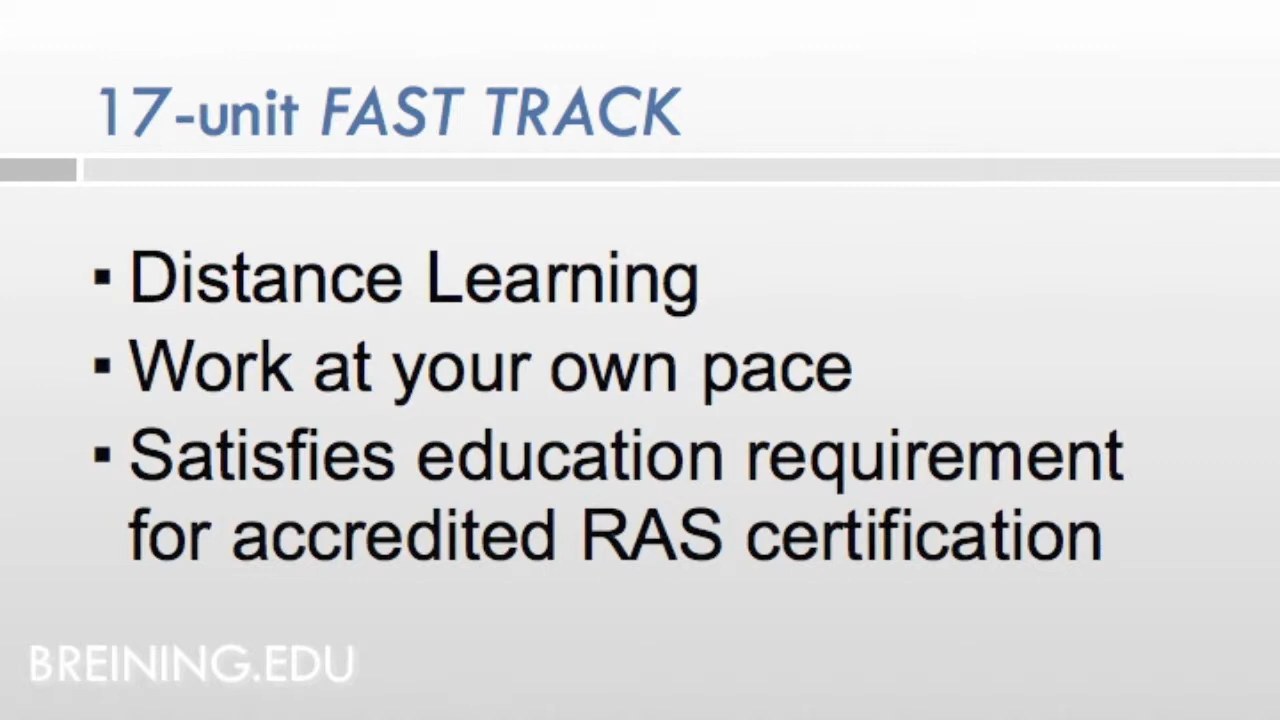 17-unit FAST TRACK
▪ Distance Learning
▪ Work at your own pace
▪ Satisfies education requirement
for accredited RAS certification
BREINING.EDU